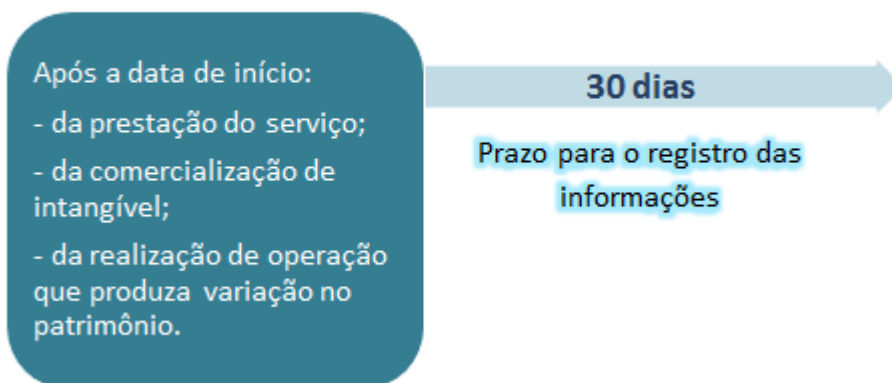 Após a data de início:
- da prestação do serviço;
- da comercialização de
intangível;
- da realização de operação
que produza variação no
patrimônio.
30 dias
Prazo para o registro das
informações